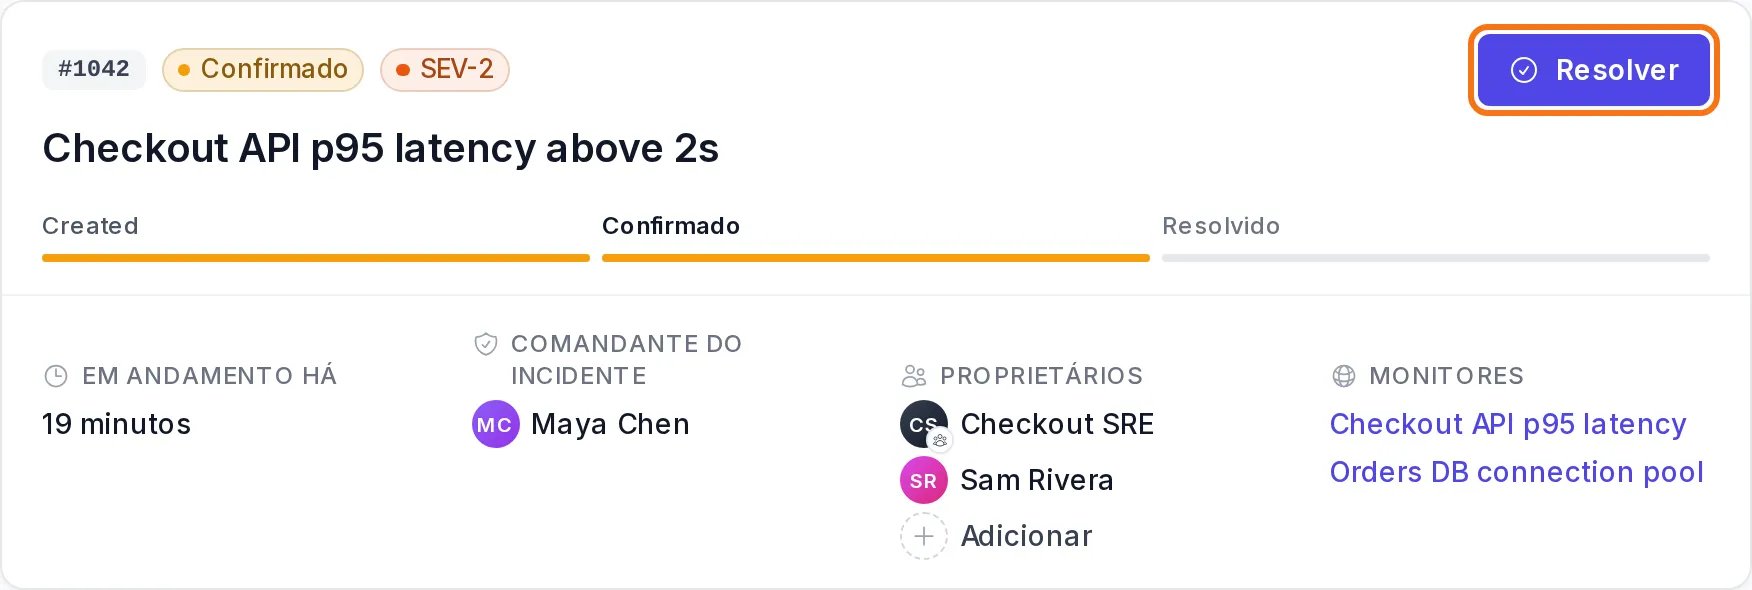 #1042 Confirmado SEV-2 Resolver
Checkout API p95 latency above 2s
Created Confirmado Resolvido
EM ANDAMENTO HÁ
19 minutos
COMANDANTE DO
INCIDENTE
MC Maya Chen
PROPRIETÁRIOS
CS Checkout SRE
SR Sam Rivera
Adicionar
MONITORES
Checkout API p95 latency
Orders DB connection pool